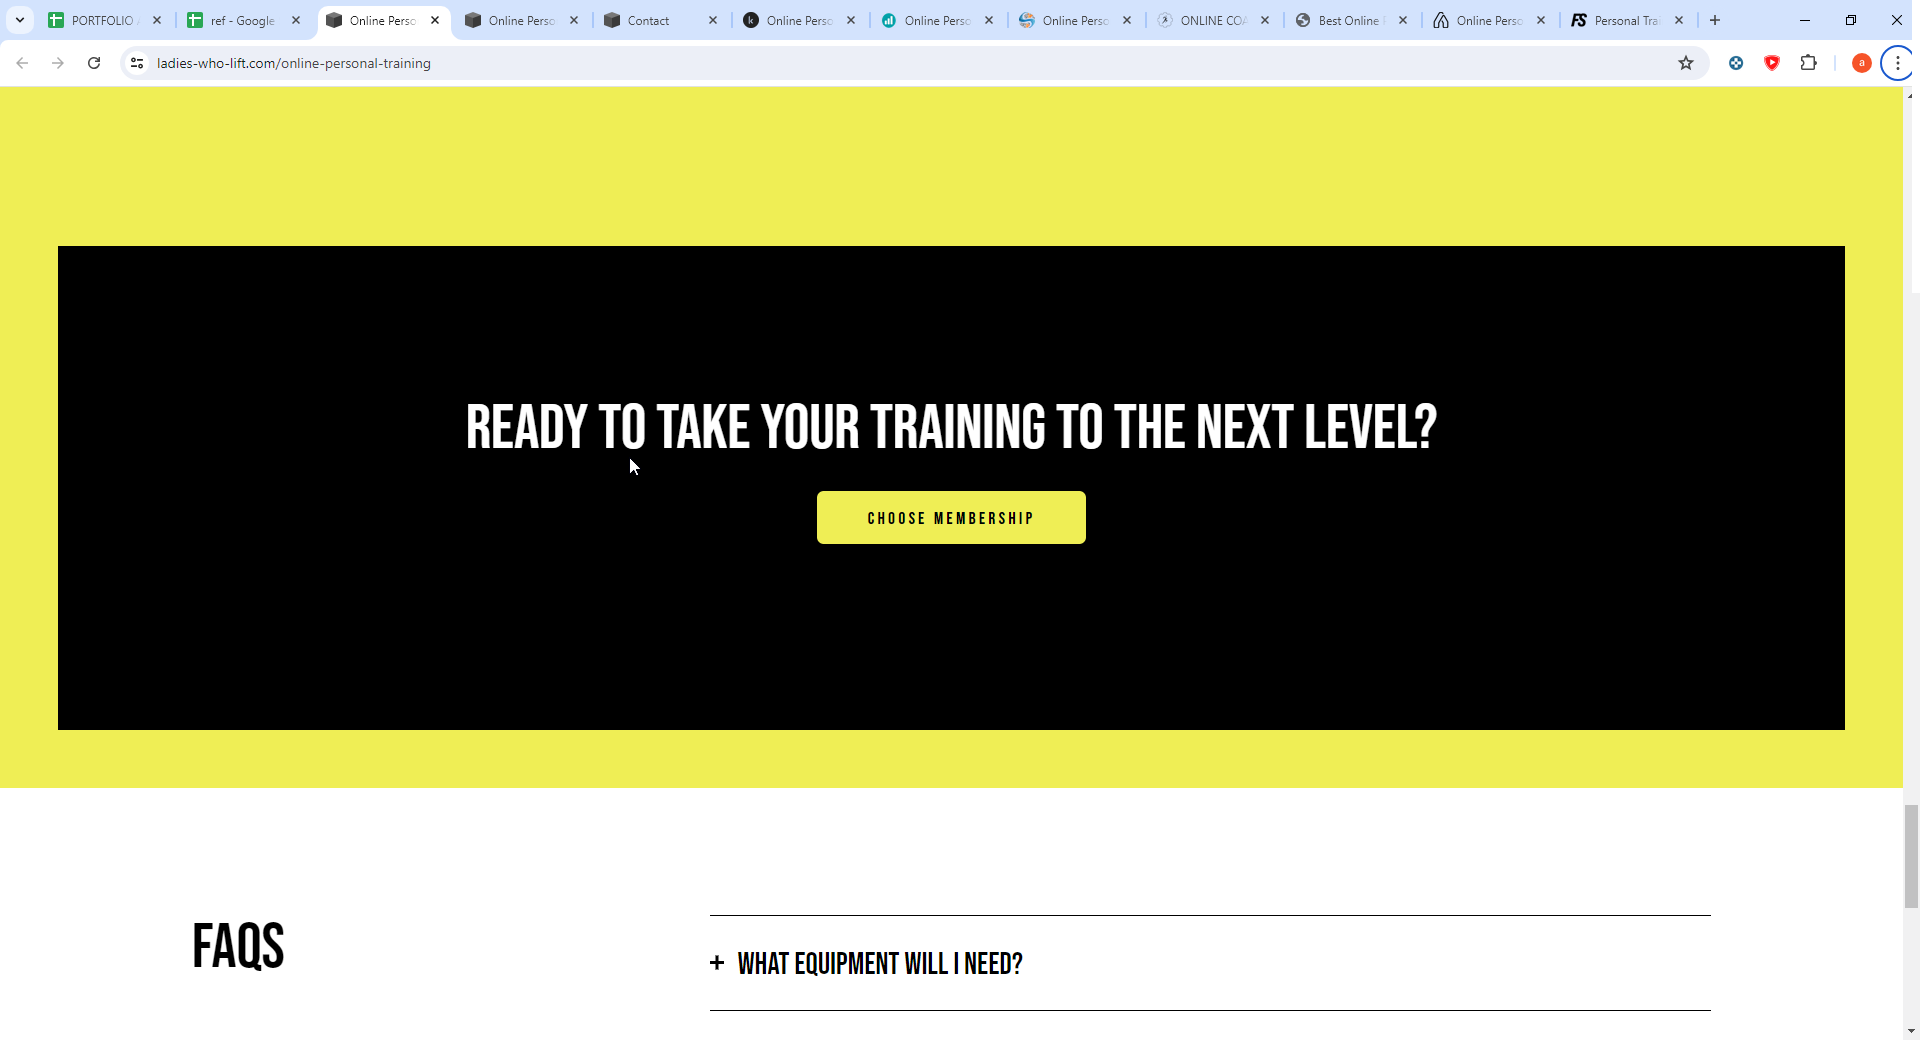 PORTFOLIO
ref - Google
Online Perso
Online Perso
Contact
Online Perso
Online Perso
Online Perso
ONLINE COA
Best Online
Online Perso
Personal Trai
ladies-who-lift.com/online-personal-training
a
READY TO TAKE YOUR TRAINING TO THE NEXT LEVEL?
CHOOSE MEMBERSHIP
FAQS
+ WHAT EQUIPMENT WILL I NEED?